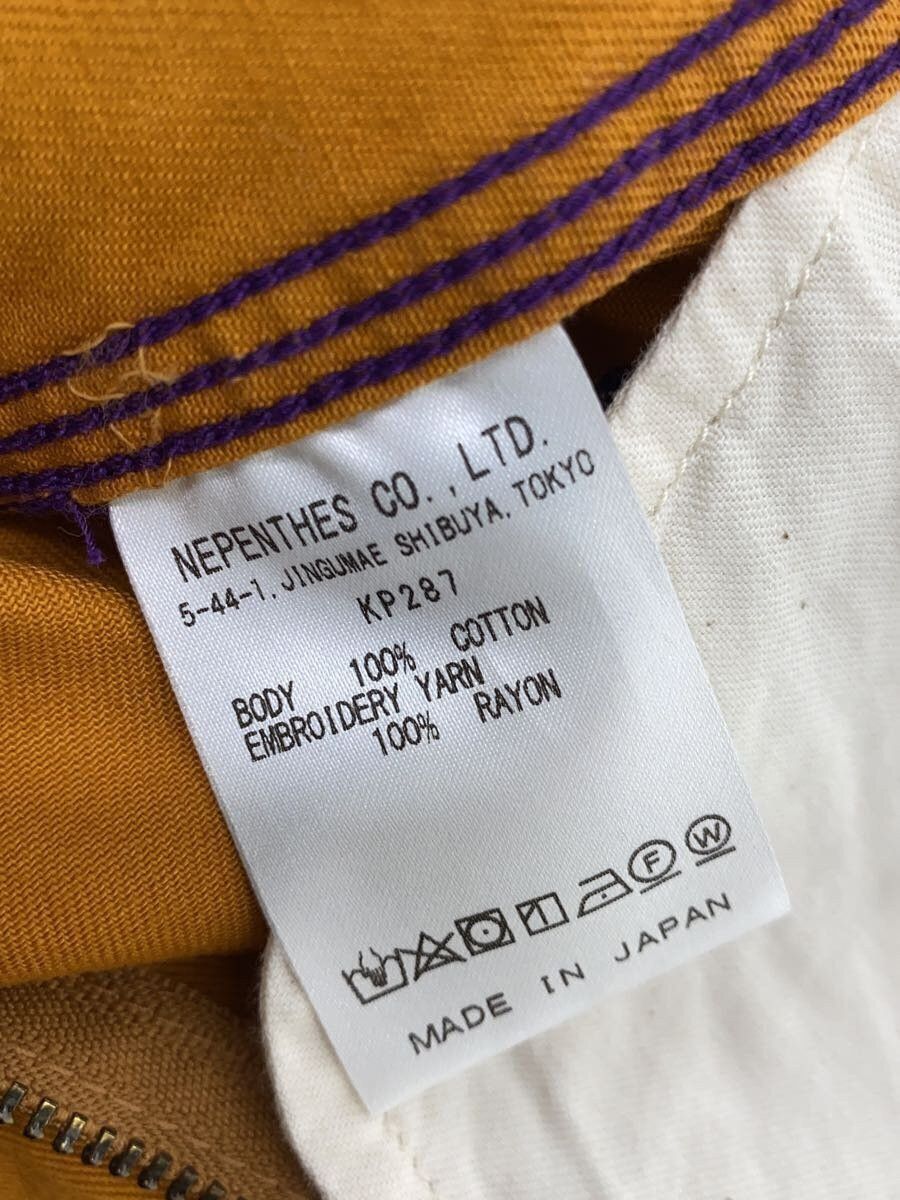 NEPENTHES CO., LTD.
5-44-1, JINGUMAE SHIBUYA, TOKYO
KP287
BODY 100% COTTON
EMBROIDERY YARN
100% RAYON
F W
MADE IN JAPAN